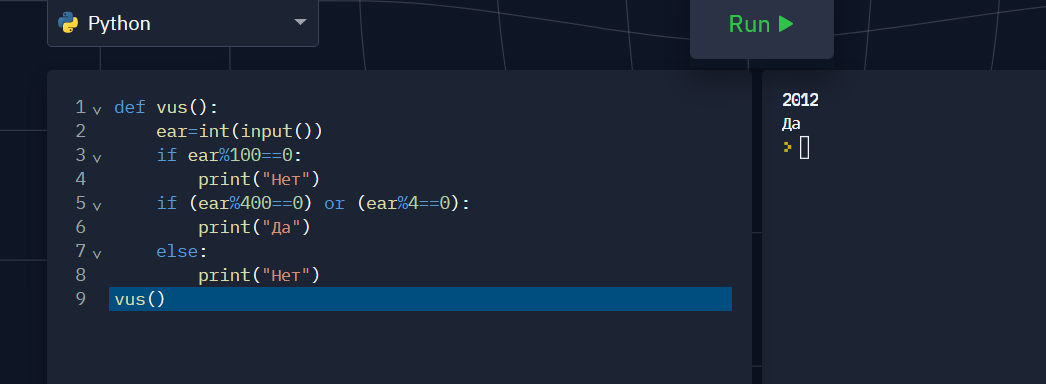 Python
Run
1 def vus():
2     ear=int(input())
3     if ear%100==0:
4         print("Нет")
5     if (ear%400==0) or (ear%4==0):
6         print("Да")
7     else:
8         print("Нет")
9 vus()
2012
Да